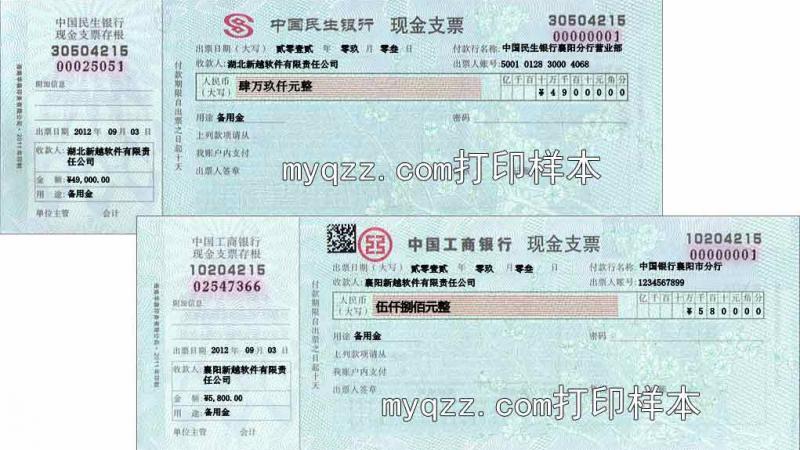 中国民生银行
现金支票存根
30504215
00025051
附加信息
出票日期 2012 年 09 月 03 日
收款人: 湖北新越软件有限责
任公司
金 额: ¥49,000.00
用 途: 备用金
单位主管 会计
中国民生银行 现金支票
30504215
00000001
出票日期(大写) 贰零壹贰 年 零玖 月 零叁 日
付款行名称: 中国民生银行襄阳分行营业部
收款人: 湖北新越软件有限责任公司
出票人账号: 5001 0128 3000 4068
人民币
(大写)
肆万玖仟元整
亿 千 百 十 万 千 百 十 元 角 分
¥ 4 9 0 0 0 0 0
用途 备用金
密码
上列款项请从
我账户内支付
出票人签章
付款期限自出票之日起十天
myqzz.com打印样本
中国工商银行
现金支票存根
10204215
02547366
附加信息
出票日期 2012 年 09 月 03 日
收款人: 襄阳新越软件有限责
任公司
金 额: ¥5,800.00
用 途: 备用金
单位主管 会计
中国工商银行 现金支票
10204215
00000001
出票日期(大写) 贰零壹贰 年 零玖 月 零叁 日
付款行名称: 中国银行襄阳市分行
收款人: 襄阳新越软件有限责任公司
出票人账号: 1234567899
人民币
(大写)
伍仟捌佰元整
亿 千 百 十 万 千 百 十 元 角 分
¥ 5 8 0 0 0 0
用途 备用金
密码
上列款项请从
我账户内支付
出票人签章
付款期限自出票之日起十天
myqzz.com打印样本